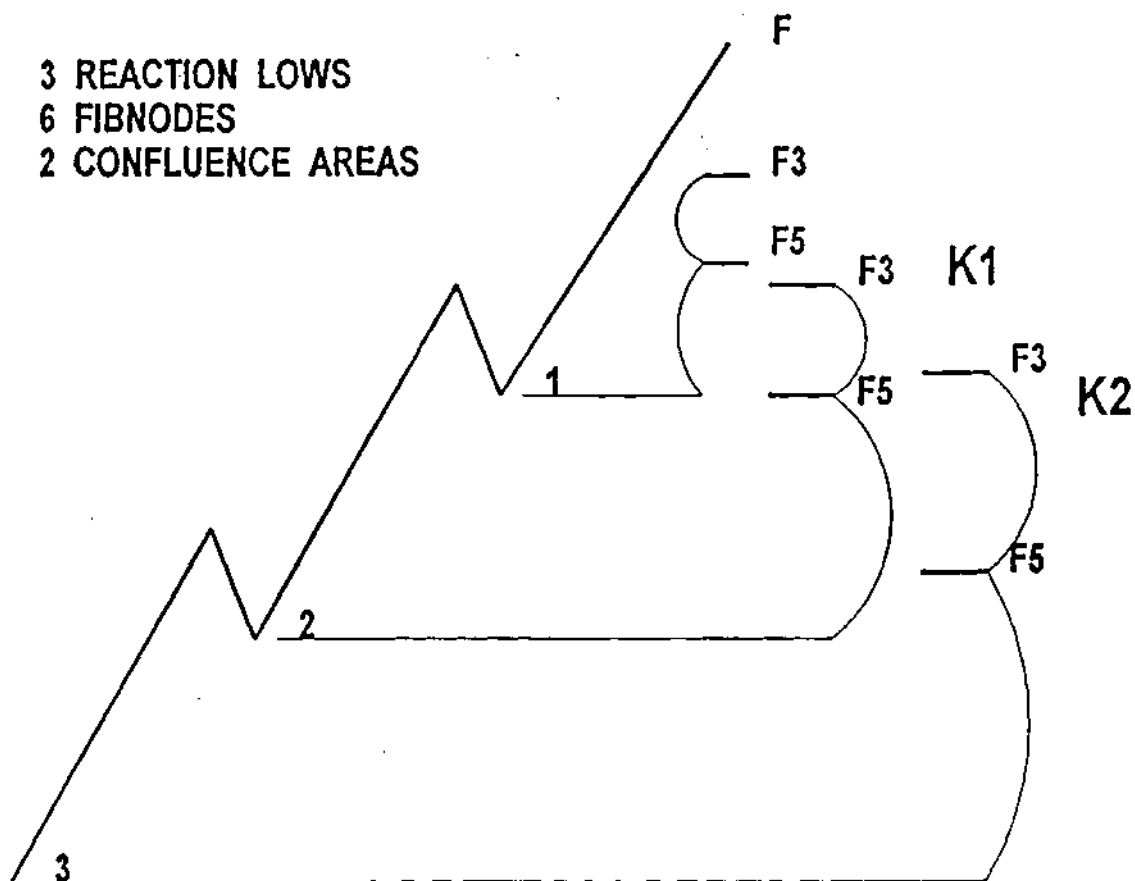 F
3 REACTION LOWS
6 FIBNODES
2 CONFLUENCE AREAS
F3
F5
F3
K1
F3
1
F5
K2
F5
2
3